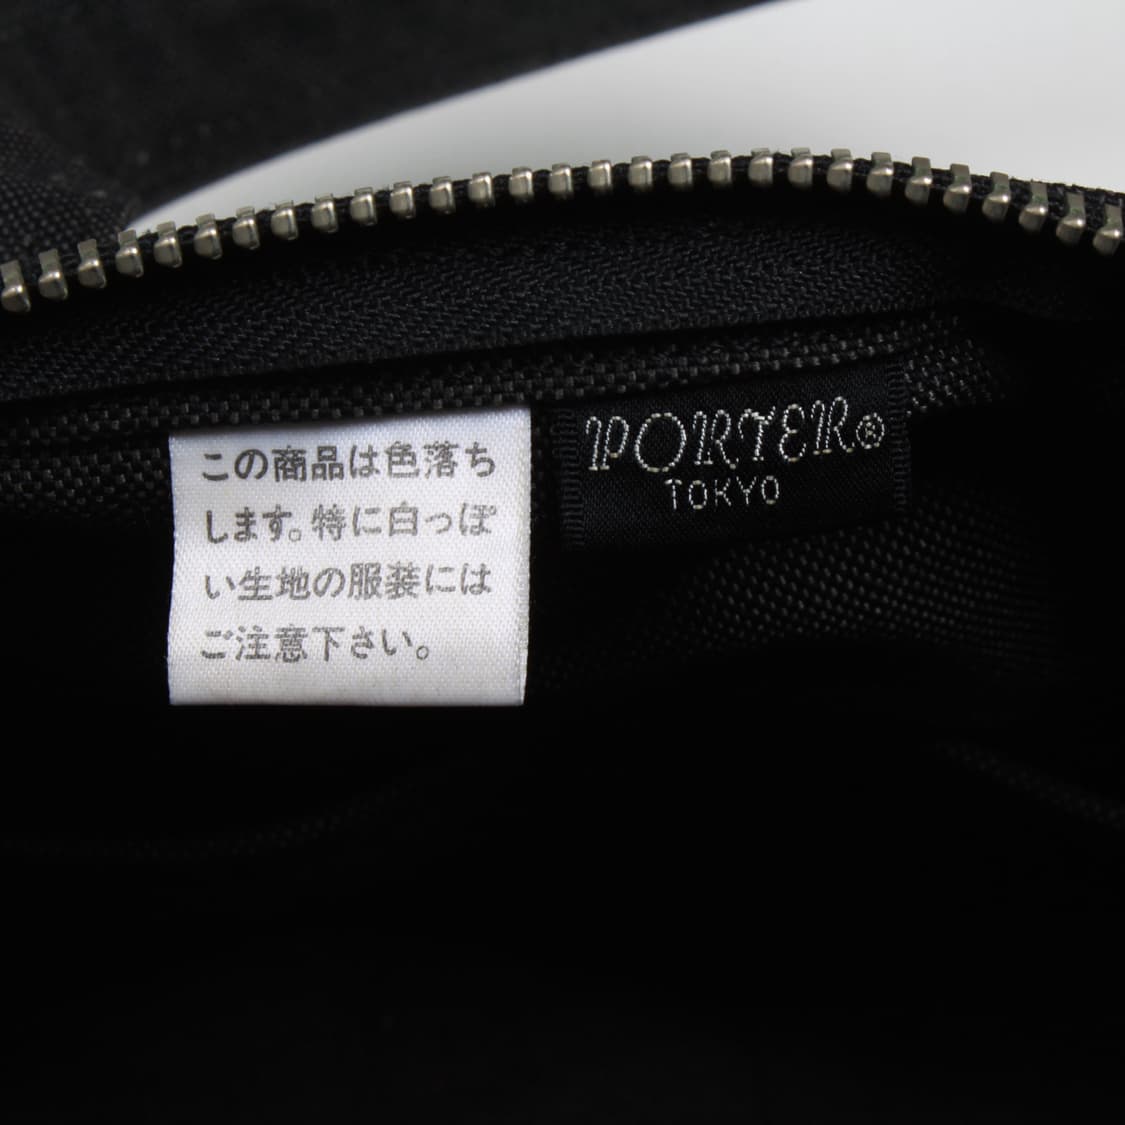 この商品は色落ち
します。特に白っぽ
い生地の服装には
ご注意下さい。
PORTER®
TOKYO